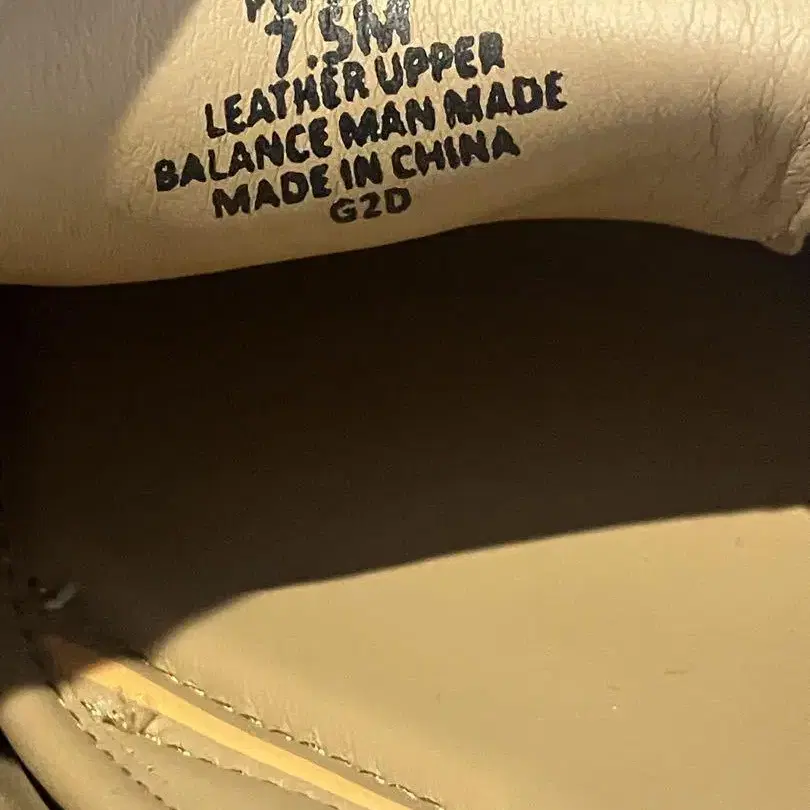 7.5M
LEATHER UPPER
BALANCE MAN MADE
MADE IN CHINA
G2D